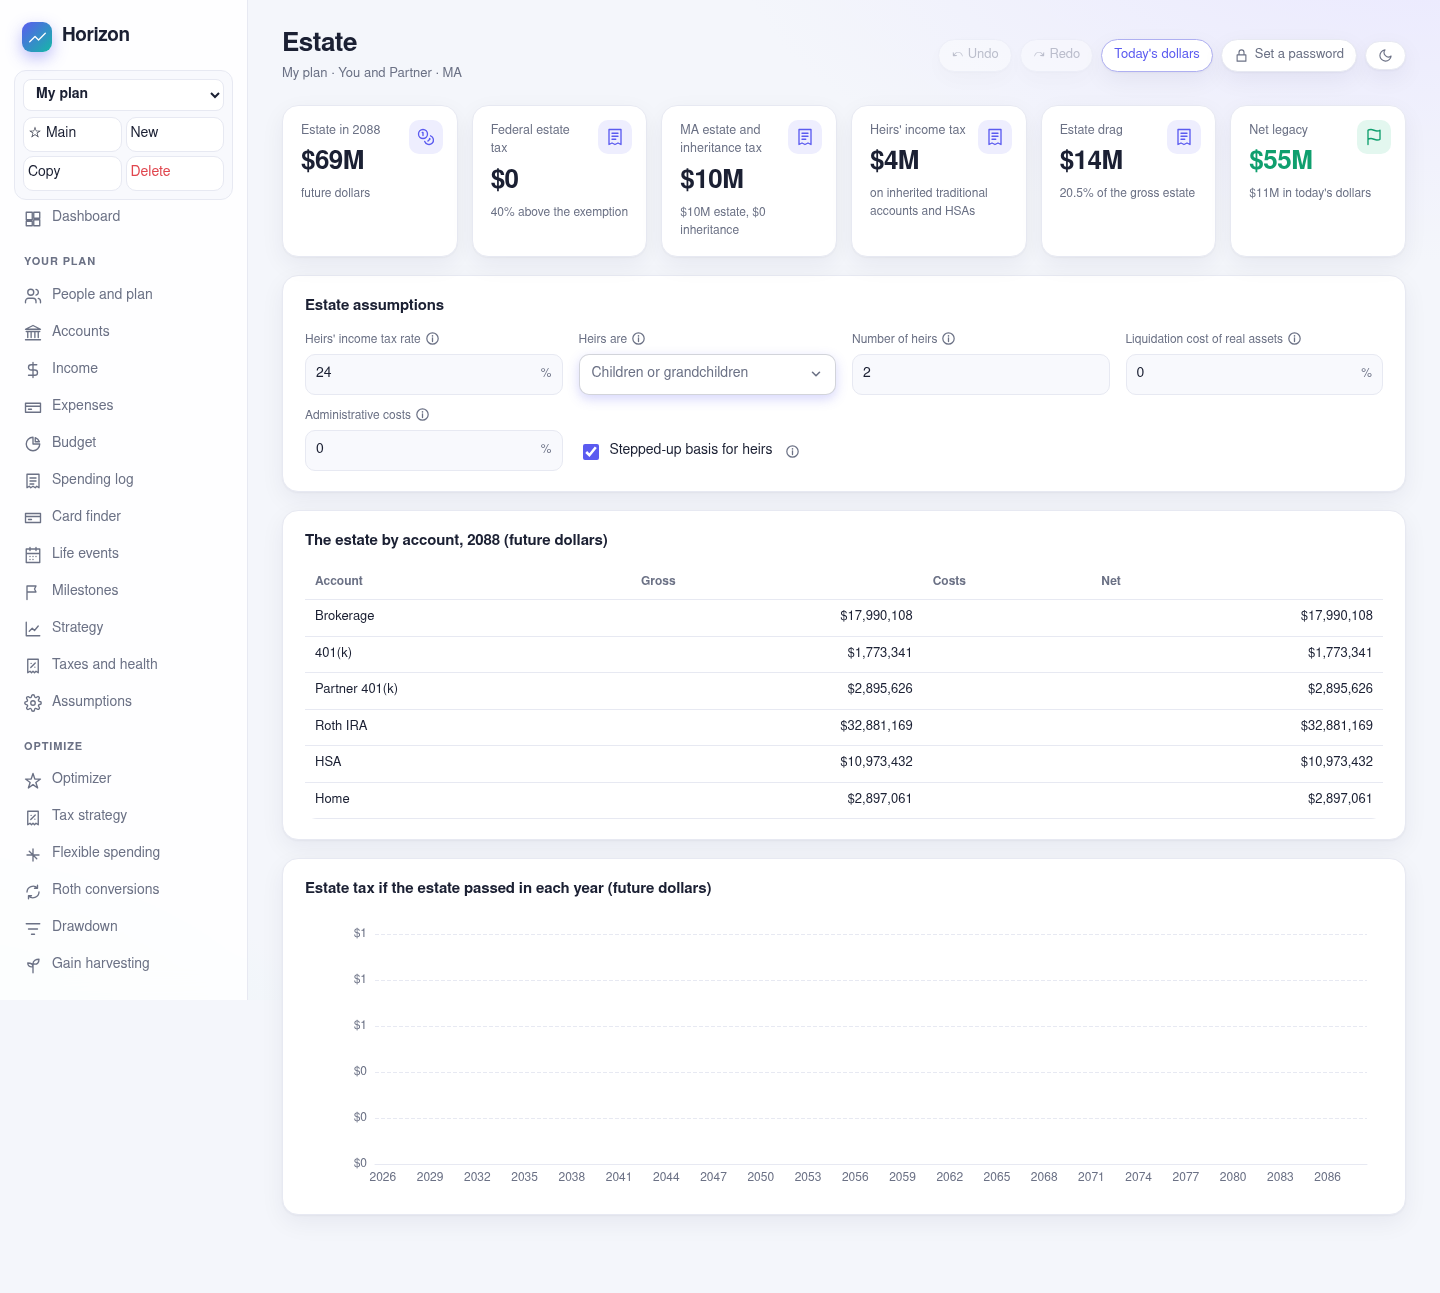 Horizon
My plan
☆ Main
New
Copy
Delete
Dashboard
YOUR PLAN
People and plan
Accounts
Income
Expenses
Budget
Spending log
Card finder
Life events
Milestones
Strategy
Taxes and health
Assumptions
OPTIMIZE
Optimizer
Tax strategy
Flexible spending
Roth conversions
Drawdown
Gain harvesting
Estate
My plan · You and Partner · MA
Undo
Redo
Today's dollars
Set a password
Estate in 2088
$69M
future dollars
Federal estate
tax
$0
40% above the exemption
MA estate and
inheritance tax
$10M
$10M estate, $0
inheritance
Heirs' income tax
$4M
on inherited traditional
accounts and HSAs
Estate drag
$14M
20.5% of the gross estate
Net legacy
$55M
$11M in today's dollars
Estate assumptions
Heirs' income tax rate
24 %
Heirs are
Children or grandchildren
Number of heirs
2
Liquidation cost of real assets
0 %
Administrative costs
0 %
Stepped-up basis for heirs
The estate by account, 2088 (future dollars)
Account Gross Costs Net
Brokerage $17,990,108 $17,990,108
401(k) $1,773,341 $1,773,341
Partner 401(k) $2,895,626 $2,895,626
Roth IRA $32,881,169 $32,881,169
HSA $10,973,432 $10,973,432
Home $2,897,061 $2,897,061
Estate tax if the estate passed in each year (future dollars)
$1
$1
$1
$0
$0
$0
2026 2029 2032 2035 2038 2041 2044 2047 2050 2053 2056 2059 2062 2065 2068 2071 2074 2077 2080 2083 2086